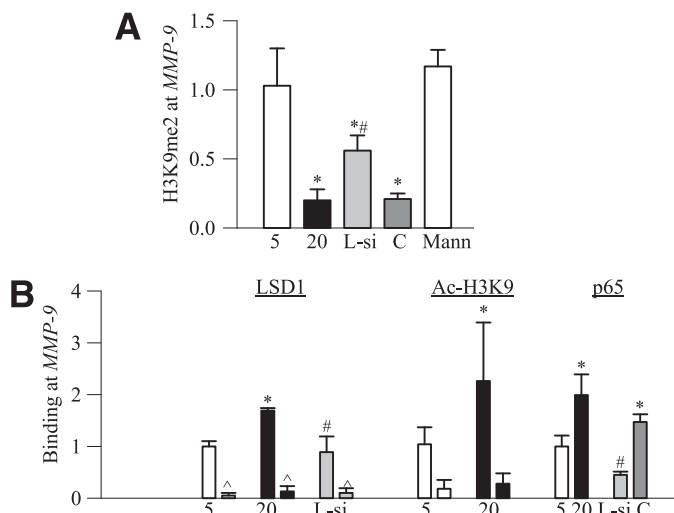 A
H3K9me2 at MMP-9
1.5
1.0
0.5
0.0
*
*#
*
5 20 L-si C Mann
B
Binding at MMP-9
4
3
2
1
0
LSD1 Ac-H3K9 p65
^ * ^ # ^ * * # *
5 20 L-si 5 20 5 20 L-si C